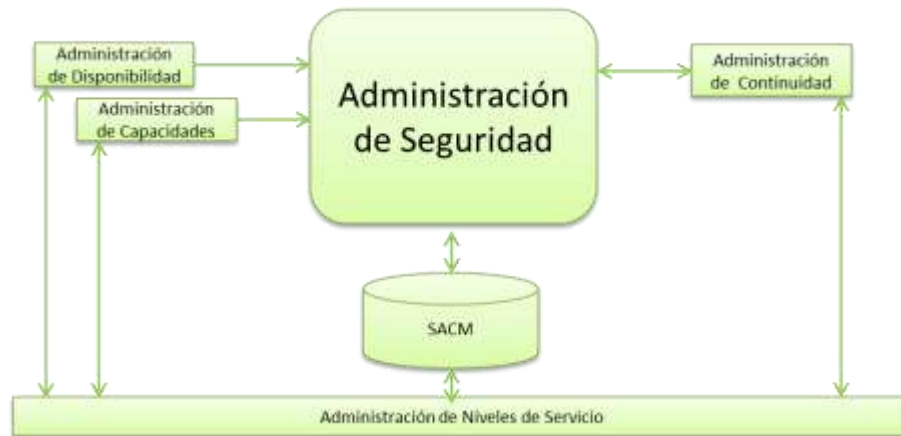 Administración
de Disponibilidad
Administración
de Capacidades
Administración
de Seguridad
Administración
de Continuidad
SACM
Administración de Niveles de Servicio